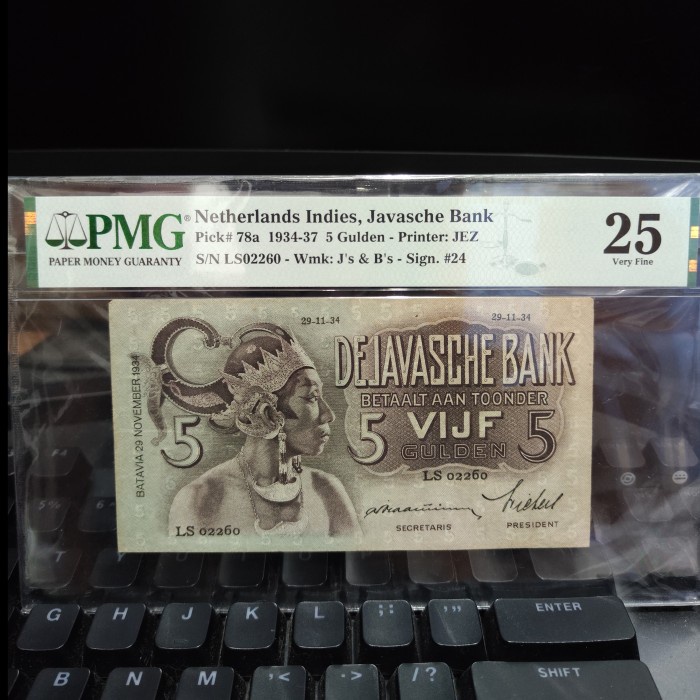 PMG®
PAPER MONEY GUARANTY
Netherlands Indies, Javasche Bank
Pick# 78a 1934-37 5 Gulden - Printer: JEZ
S/N LS02260 - Wmk: J's & B's - Sign. #24
25
Very Fine
29-11-34
29-11-34
DE JAVASCHE BANK
BETAALT AAN TOONDER
5 VIJF 5
GULDEN
5
LS 02260
BATAVIA 29 NOVEMBER 1934
LS 02260
SECRETARIS
PRESIDENT
G H J K L ; : ' " ENTER
B N M , < . > / ? SHIFT